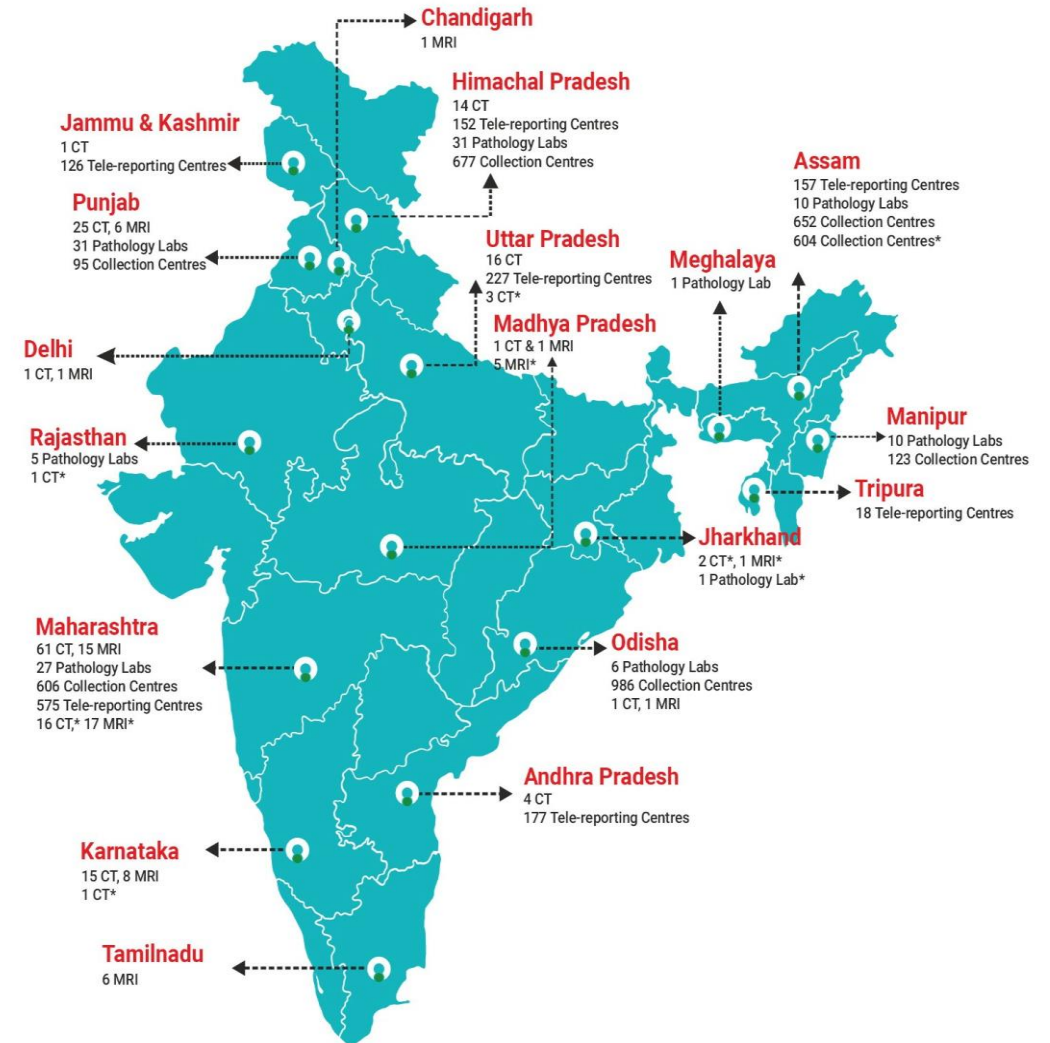 Chandigarh
1 MRI
Himachal Pradesh
14 CT
152 Tele-reporting Centres
31 Pathology Labs
677 Collection Centres
Jammu & Kashmir
1 CT
126 Tele-reporting Centres
Assam
157 Tele-reporting Centres
10 Pathology Labs
652 Collection Centres
604 Collection Centres*
Punjab
25 CT, 6 MRI
31 Pathology Labs
95 Collection Centres
Uttar Pradesh
16 CT
227 Tele-reporting Centres
3 CT*
Meghalaya
1 Pathology Lab
Madhya Pradesh
1 CT & 1 MRI
5 MRI*
Delhi
1 CT, 1 MRI
Manipur
10 Pathology Labs
123 Collection Centres
Rajasthan
5 Pathology Labs
1 CT*
Tripura
18 Tele-reporting Centres
Jharkhand
2 CT*, 1 MRI*
1 Pathology Lab*
Maharashtra
61 CT, 15 MRI
27 Pathology Labs
606 Collection Centres
575 Tele-reporting Centres
16 CT,* 17 MRI*
Odisha
6 Pathology Labs
986 Collection Centres
1 CT, 1 MRI
Andhra Pradesh
4 CT
177 Tele-reporting Centres
Karnataka
15 CT, 8 MRI
1 CT*
Tamilnadu
6 MRI